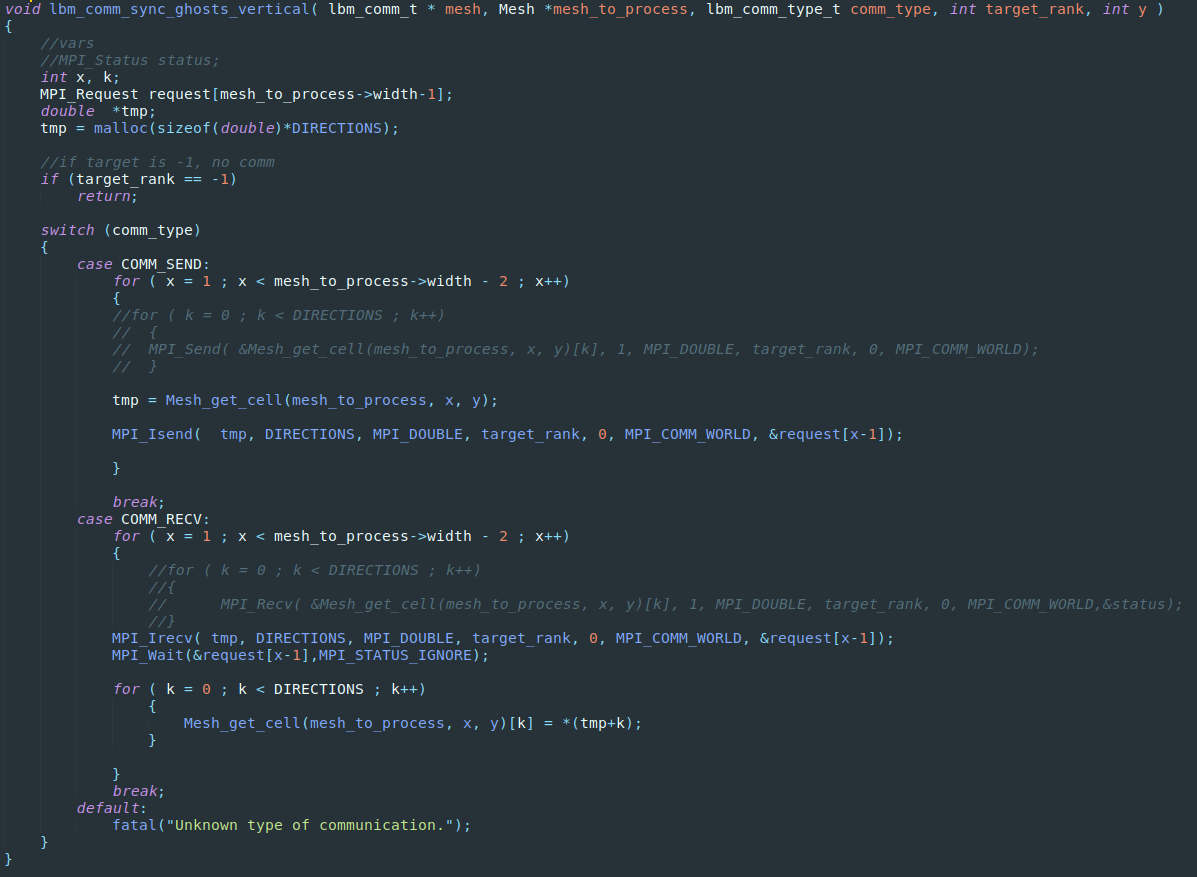 void lbm_comm_sync_ghosts_vertical( lbm_comm_t * mesh, Mesh *mesh_to_process, lbm_comm_type_t comm_type, int target_rank, int y )
{
    //vars
    //MPI_Status status;
    int x, k;
    MPI_Request request[mesh_to_process->width-1];
    double  *tmp;
    tmp = malloc(sizeof(double)*DIRECTIONS);

    //if target is -1, no comm
    if (target_rank == -1)
        return;

    switch (comm_type)
    {
        case COMM_SEND:
            for ( x = 1 ; x < mesh_to_process->width - 2 ; x++)
            {
            //for ( k = 0 ; k < DIRECTIONS ; k++)
            //  {
            //  MPI_Send( &Mesh_get_cell(mesh_to_process, x, y)[k], 1, MPI_DOUBLE, target_rank, 0, MPI_COMM_WORLD);
            //  }

            tmp = Mesh_get_cell(mesh_to_process, x, y);

            MPI_Isend(  tmp, DIRECTIONS, MPI_DOUBLE, target_rank, 0, MPI_COMM_WORLD, &request[x-1]);

            }

            break;
        case COMM_RECV:
            for ( x = 1 ; x < mesh_to_process->width - 2 ; x++)
            {
                //for ( k = 0 ; k < DIRECTIONS ; k++)
                //{
                //      MPI_Recv( &Mesh_get_cell(mesh_to_process, x, y)[k], 1, MPI_DOUBLE, target_rank, 0, MPI_COMM_WORLD,&status);
                //}
            MPI_Irecv( tmp, DIRECTIONS, MPI_DOUBLE, target_rank, 0, MPI_COMM_WORLD, &request[x-1]);
            MPI_Wait(&request[x-1],MPI_STATUS_IGNORE);

            for ( k = 0 ; k < DIRECTIONS ; k++)
                {
                    Mesh_get_cell(mesh_to_process, x, y)[k] = *(tmp+k);
                }

            }
            break;
        default:
            fatal("Unknown type of communication.");
    }
}